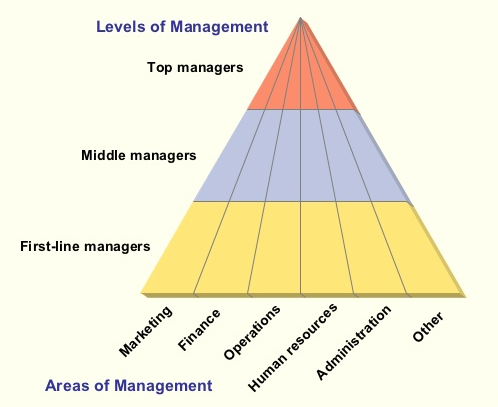 Levels of Management
Top managers
Middle managers
First-line managers
Marketing
Finance
Operations
Human resources
Administration
Other
Areas of Management